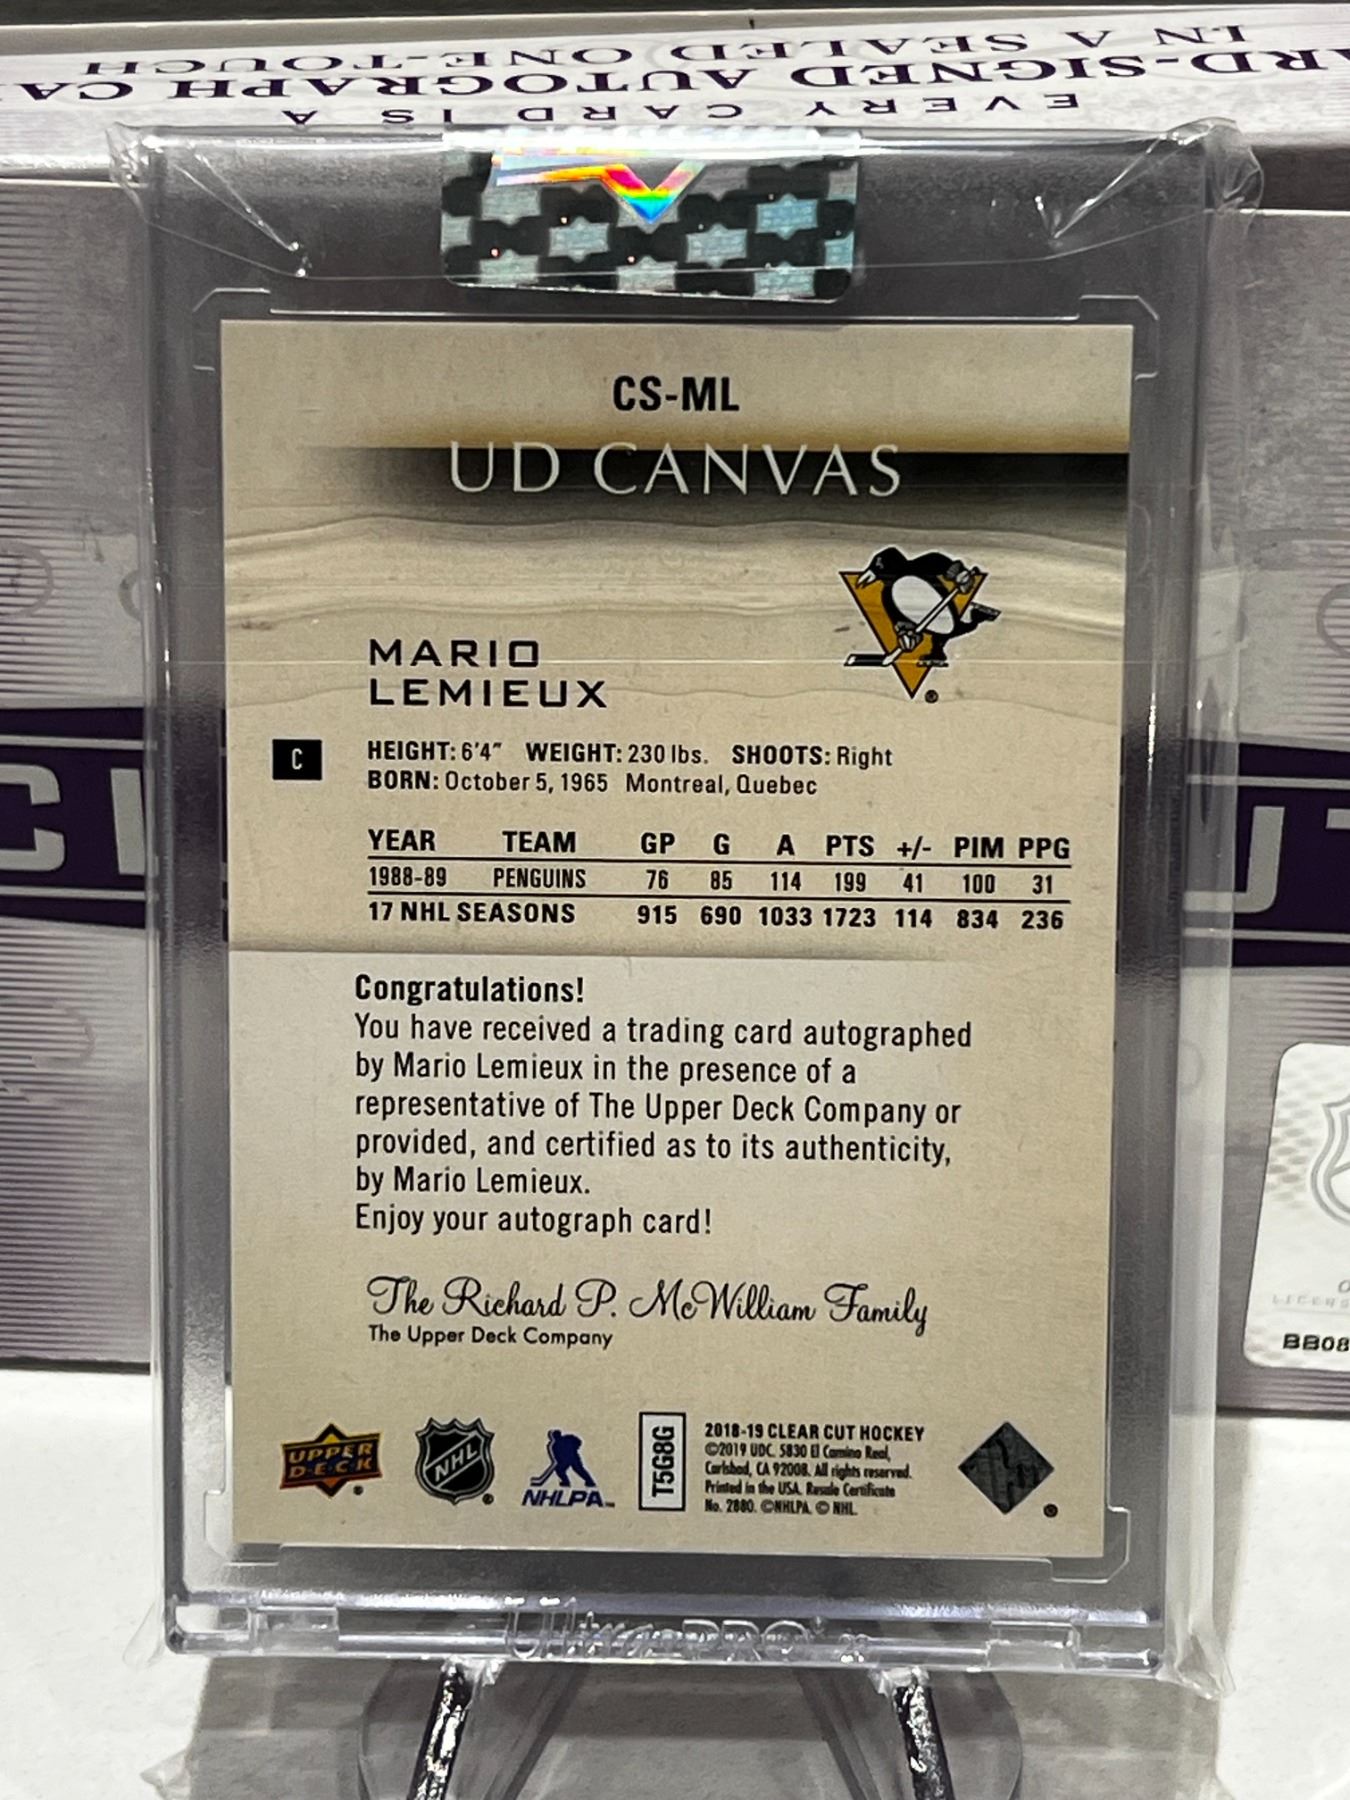 IN A SEALED ONE-TOUCH
ARD-SIGNED AUTOGRAPH CA
EVERY CARD IS A
CS-ML
UD CANVAS
MARIO
LEMIEUX
C
HEIGHT: 6'4" WEIGHT: 230 lbs. SHOOTS: Right
BORN: October 5, 1965 Montreal, Quebec
YEAR TEAM GP G A PTS +/- PIM PPG
1988-89 PENGUINS 76 85 114 199 41 100 31
17 NHL SEASONS 915 690 1033 1723 114 834 236
Congratulations!
You have received a trading card autographed
by Mario Lemieux in the presence of a
representative of The Upper Deck Company or
provided, and certified as to its authenticity,
by Mario Lemieux.
Enjoy your autograph card!
The Richard P. McWilliam Family
The Upper Deck Company
UPPER
DECK
NHL
NHLPA™
T5G8G
2018-19 CLEAR CUT HOCKEY
©2019 UDC. 5830 El Camino Real,
Carlsbad, CA 92008. All rights reserved.
Printed in the USA. Resale Certificate
No. 2880. ©NHLPA. © NHL.
Ultra PRO
BB08